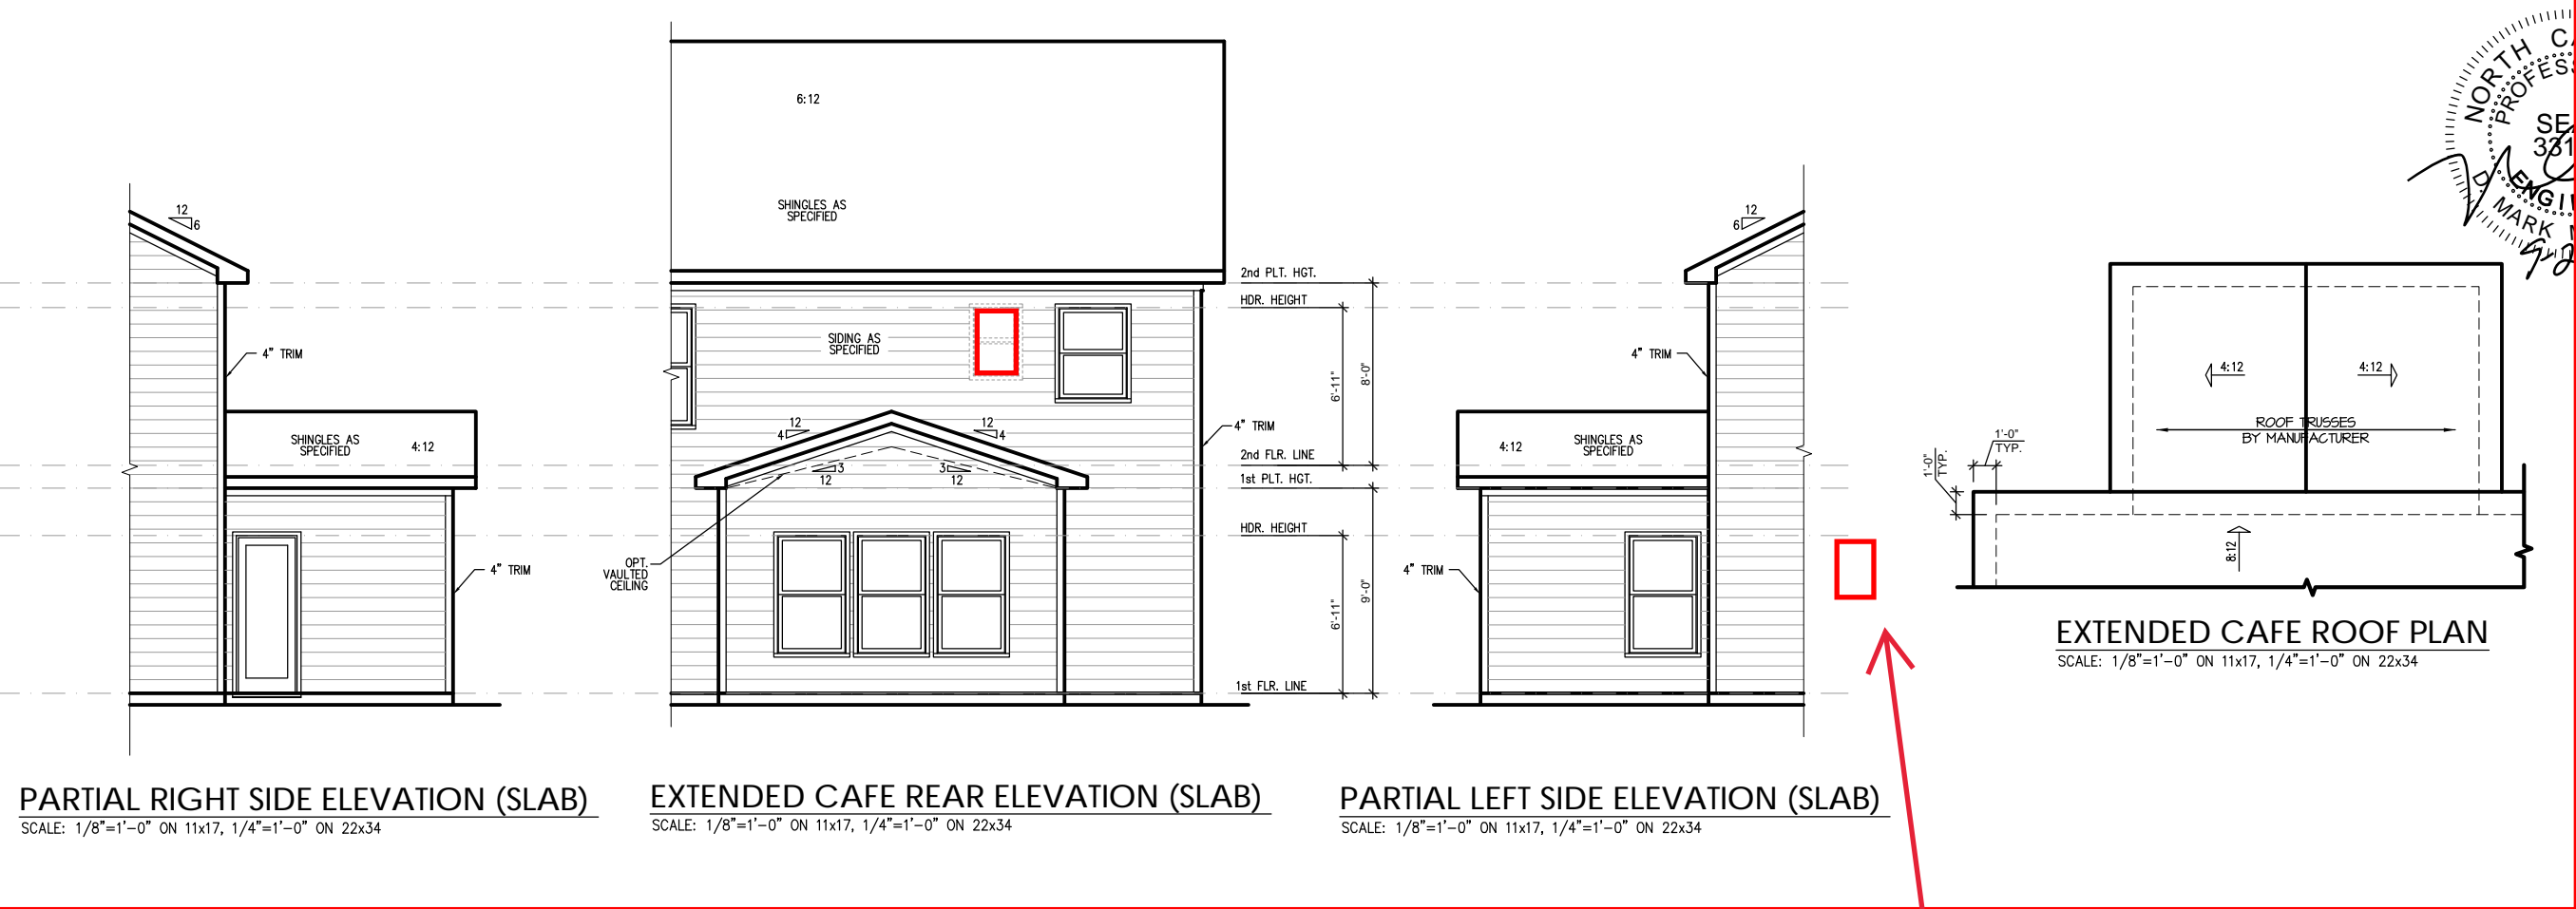 12
6
4" TRIM
SHINGLES AS
SPECIFIED
4:12
4" TRIM
PARTIAL RIGHT SIDE ELEVATION (SLAB)
SCALE: 1/8"=1'-0" ON 11x17, 1/4"=1'-0" ON 22x34
6:12
SHINGLES AS
SPECIFIED
SIDING AS
SPECIFIED
12
4
12
4
3
12
3
12
OPT.
VAULTED
CEILING
4" TRIM
2nd PLT. HGT.
HDR. HEIGHT
2nd FLR. LINE
1st PLT. HGT.
HDR. HEIGHT
1st FLR. LINE
6'-11"
8'-0"
6'-11"
9'-0"
EXTENDED CAFE REAR ELEVATION (SLAB)
SCALE: 1/8"=1'-0" ON 11x17, 1/4"=1'-0" ON 22x34
12
6
4" TRIM
4:12
SHINGLES AS
SPECIFIED
4" TRIM
PARTIAL LEFT SIDE ELEVATION (SLAB)
SCALE: 1/8"=1'-0" ON 11x17, 1/4"=1'-0" ON 22x34
4:12
4:12
ROOF TRUSSES
BY MANUFACTURER
1'-0"
TYP.
1'-0"
TYP.
8:12
EXTENDED CAFE ROOF PLAN
SCALE: 1/8"=1'-0" ON 11x17, 1/4"=1'-0" ON 22x34
NORTH CA
PROFESS
SEA
331
ENGI
D. MARK